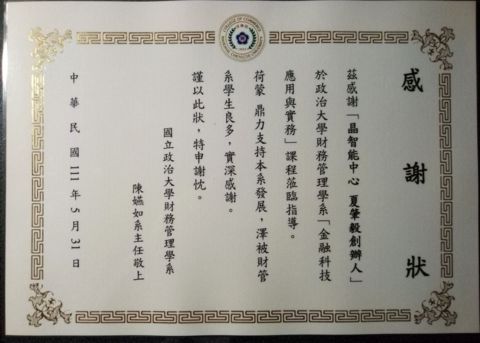 感謝狀
茲感謝「晶智能中心 夏肇毅創辦人」
於政治大學財務管理學系「金融科技
應用與實務」課程蒞臨指導。
荷蒙 鼎力支持本系發展，澤被財管
系學生良多，實深感謝。
謹以此狀，特申謝忱。
國立政治大學財務管理學系
陳嬿如系主任敬上
中華民國111年5月31日
COLLEGE OF COMMERCE